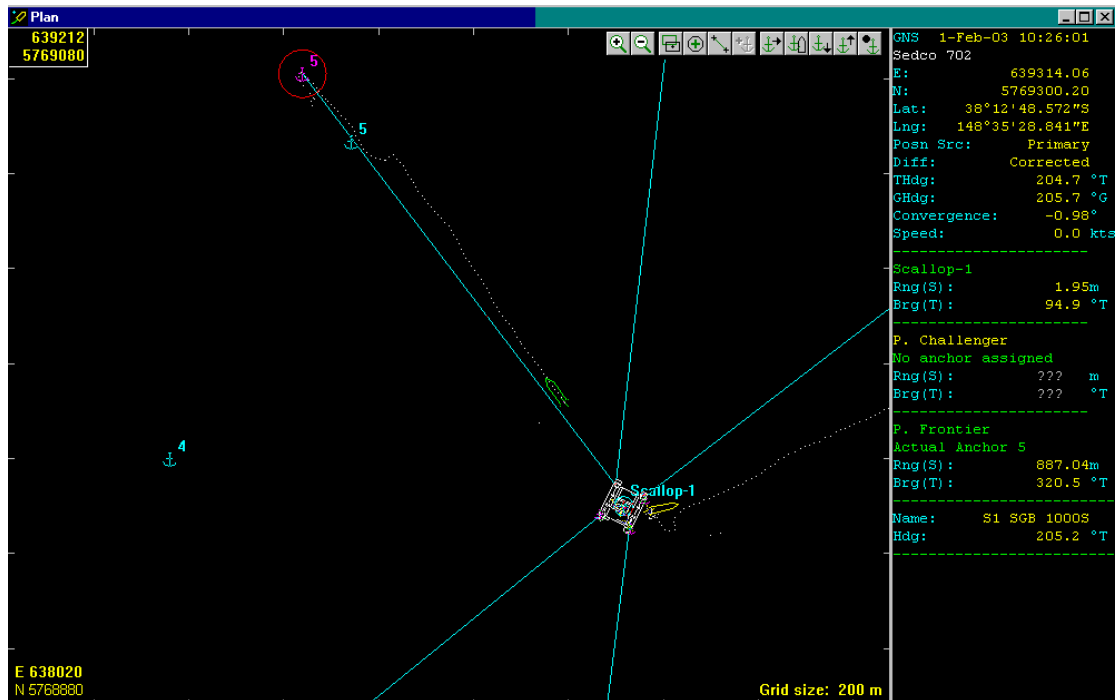 Plan
639212
5769080
5
5
4
Scallop-1
E 638020
N 5768880
Grid size: 200 m
GNS 1-Feb-03 10:26:01
Sedco 702
E: 639314.06
N: 5769300.20
Lat: 38°12'48.572"S
Lng: 148°35'28.841"E
Posn Src: Primary
Diff: Corrected
THdg: 204.7 °T
GHdg: 205.7 °G
Convergence: -0.98°
Speed: 0.0 kts
------------------------
Scallop-1
Rng(S): 1.95m
Brg(T): 94.9 °T
------------------------
P. Challenger
No anchor assigned
Rng(S): ??? m
Brg(T): ??? °T
------------------------
P. Frontier
Actual Anchor 5
Rng(S): 887.04m
Brg(T): 320.5 °T
------------------------
Name: S1 SGB 1000S
Hdg: 205.2 °T
------------------------